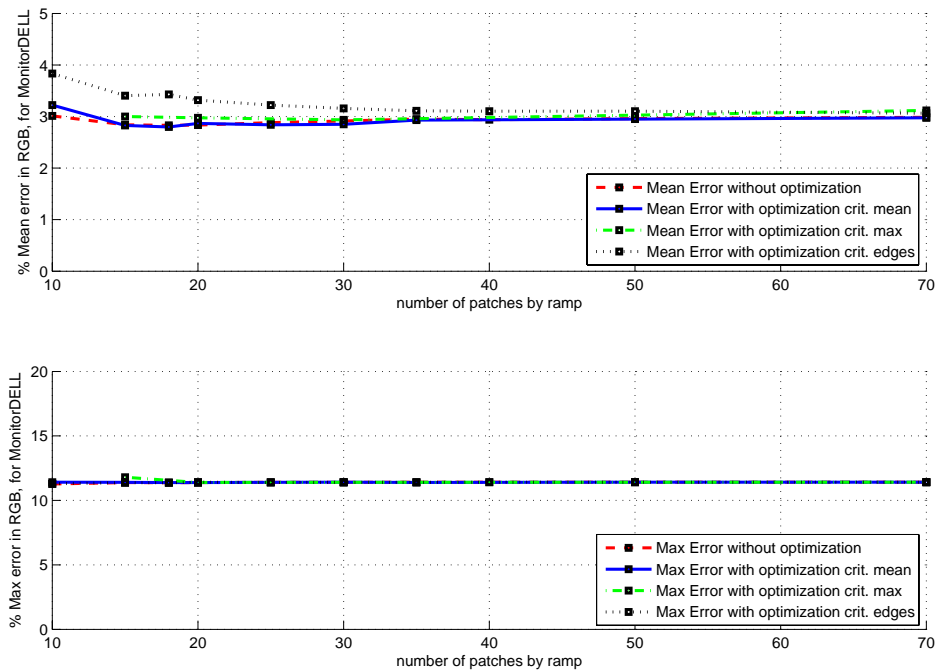 5
4
3
2
1
0
% Mean error in RGB, for MonitorDELL
Mean Error without optimization
Mean Error with optimization crit. mean
Mean Error with optimization crit. max
Mean Error with optimization crit. edges
10 20 30 40 50 60 70
number of patches by ramp
20
15
10
5
0
% Max error in RGB, for MonitorDELL
Max Error without optimization
Max Error with optimization crit. mean
Max Error with optimization crit. max
Max Error with optimization crit. edges
10 20 30 40 50 60 70
number of patches by ramp